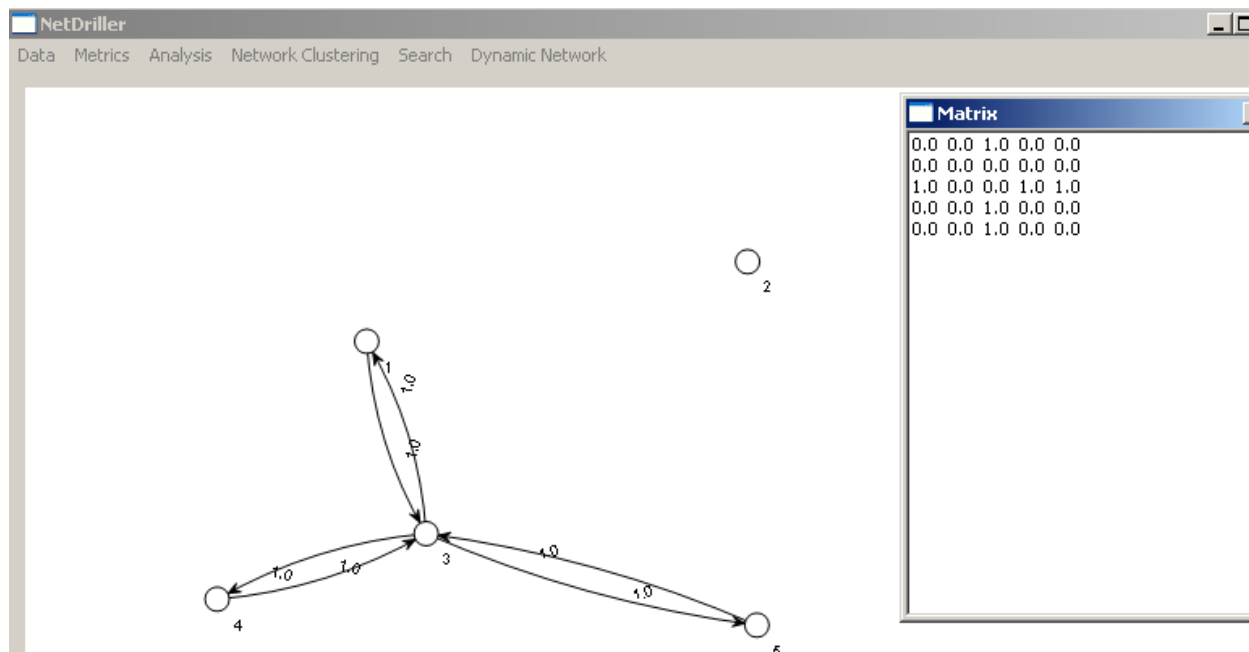 NetDriller
Data Metrics Analysis Network Clustering Search Dynamic Network
Matrix
0.0 0.0 1.0 0.0 0.0
0.0 0.0 0.0 0.0 0.0
1.0 0.0 0.0 1.0 1.0
0.0 0.0 1.0 0.0 0.0
0.0 0.0 1.0 0.0 0.0
2
1
1.0
1.0
3
1.0
1.0
1.0
1.0
4
5